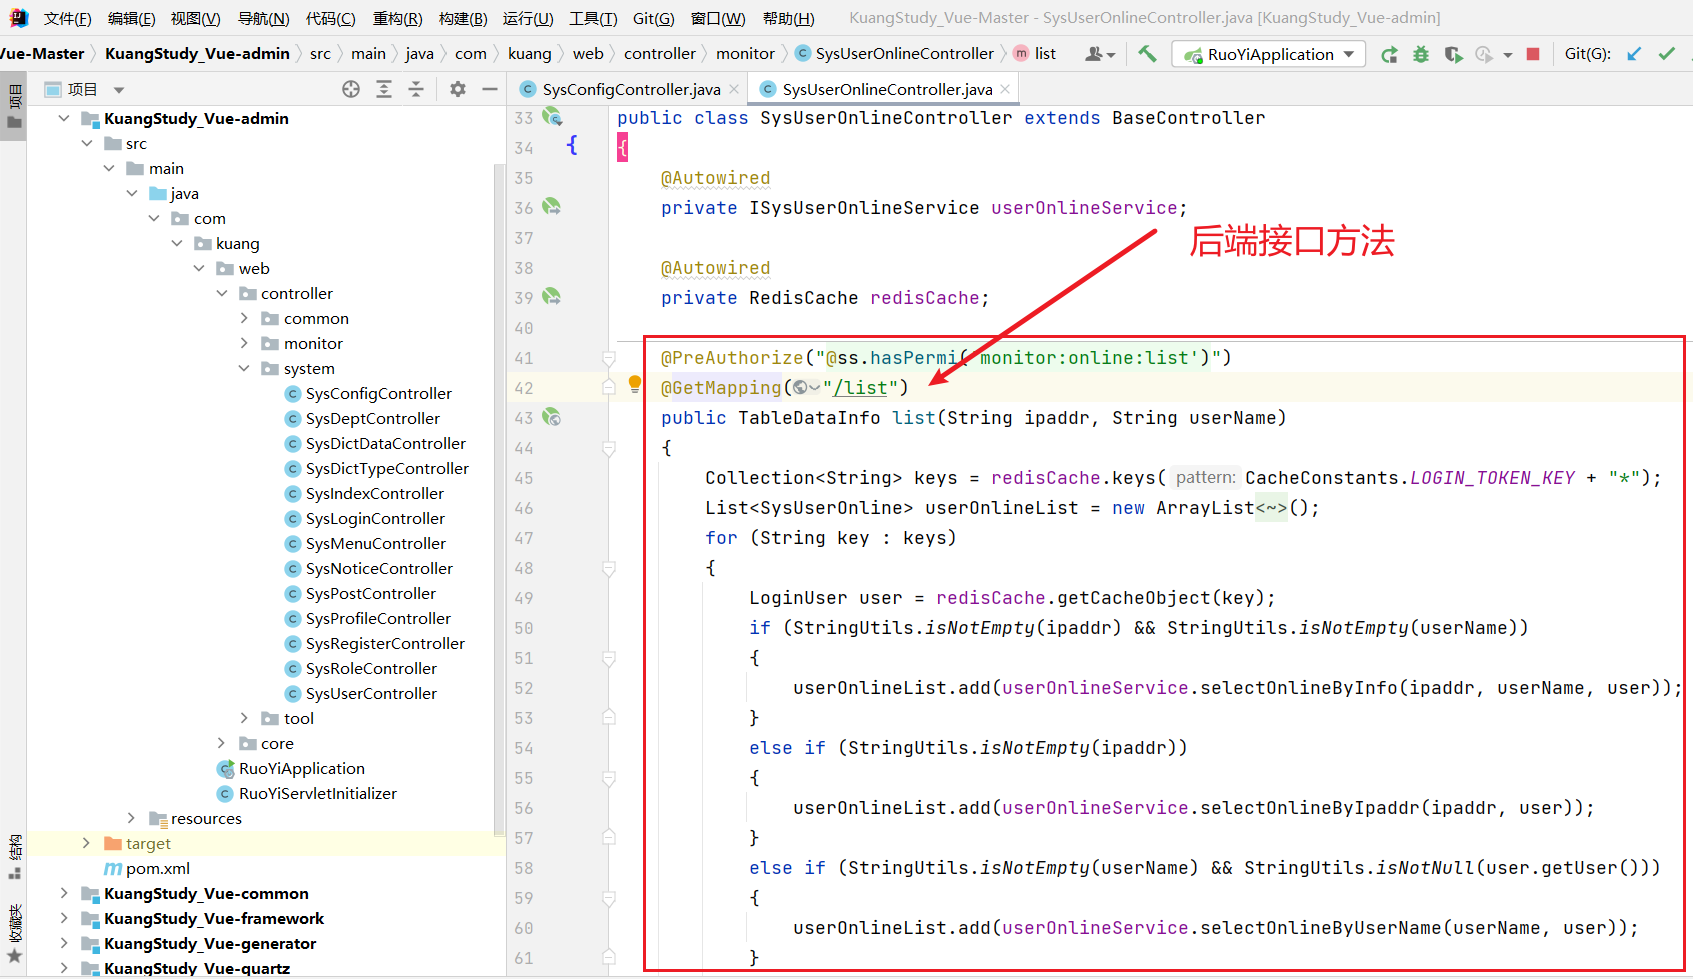 文件(F) 编辑(E) 视图(V) 导航(N) 代码(C) 重构(R) 构建(B) 运行(U) 工具(T) Git(G) 窗口(W) 帮助(H) KuangStudy_Vue-Master - SysUserOnlineController.java [KuangStudy_Vue-admin]
Vue-Master KuangStudy_Vue-admin src main java com kuang web controller monitor SysUserOnlineController list RuoYiApplication Git(G):
项目
项目
SysConfigController.java SysUserOnlineController.java
KuangStudy_Vue-admin
src
main
java
com
kuang
web
controller
common
monitor
system
SysConfigController
SysDeptController
SysDictDataController
SysDictTypeController
SysIndexController
SysLoginController
SysMenuController
SysNoticeController
SysPostController
SysProfileController
SysRegisterController
SysRoleController
SysUserController
tool
core
RuoYiApplication
RuoYiServletInitializer
resources
target
pom.xml
KuangStudy_Vue-common
KuangStudy_Vue-framework
KuangStudy_Vue-generator
KuangStudy_Vue-quartz
结构
收藏夹
33 public class SysUserOnlineController extends BaseController
34 {
35 @Autowired
36 private ISysUserOnlineService userOnlineService;
37
后端接口方法
38 @Autowired
39 private RedisCache redisCache;
40
41 @PreAuthorize("@ss.hasPermi('monitor:online:list')")
42 @GetMapping("/list")
43 public TableDataInfo list(String ipaddr, String userName)
44 {
45 Collection<String> keys = redisCache.keys( pattern: CacheConstants.LOGIN_TOKEN_KEY + "*");
46 List<SysUserOnline> userOnlineList = new ArrayList<~>();
47 for (String key : keys)
48 {
49 LoginUser user = redisCache.getCacheObject(key);
50 if (StringUtils.isNotEmpty(ipaddr) && StringUtils.isNotEmpty(userName))
51 {
52 userOnlineList.add(userOnlineService.selectOnlineByInfo(ipaddr, userName, user));
53 }
54 else if (StringUtils.isNotEmpty(ipaddr))
55 {
56 userOnlineList.add(userOnlineService.selectOnlineByIpaddr(ipaddr, user));
57 }
58 else if (StringUtils.isNotEmpty(userName) && StringUtils.isNotNull(user.getUser()))
59 {
60 userOnlineList.add(userOnlineService.selectOnlineByUserName(userName, user));
61 }